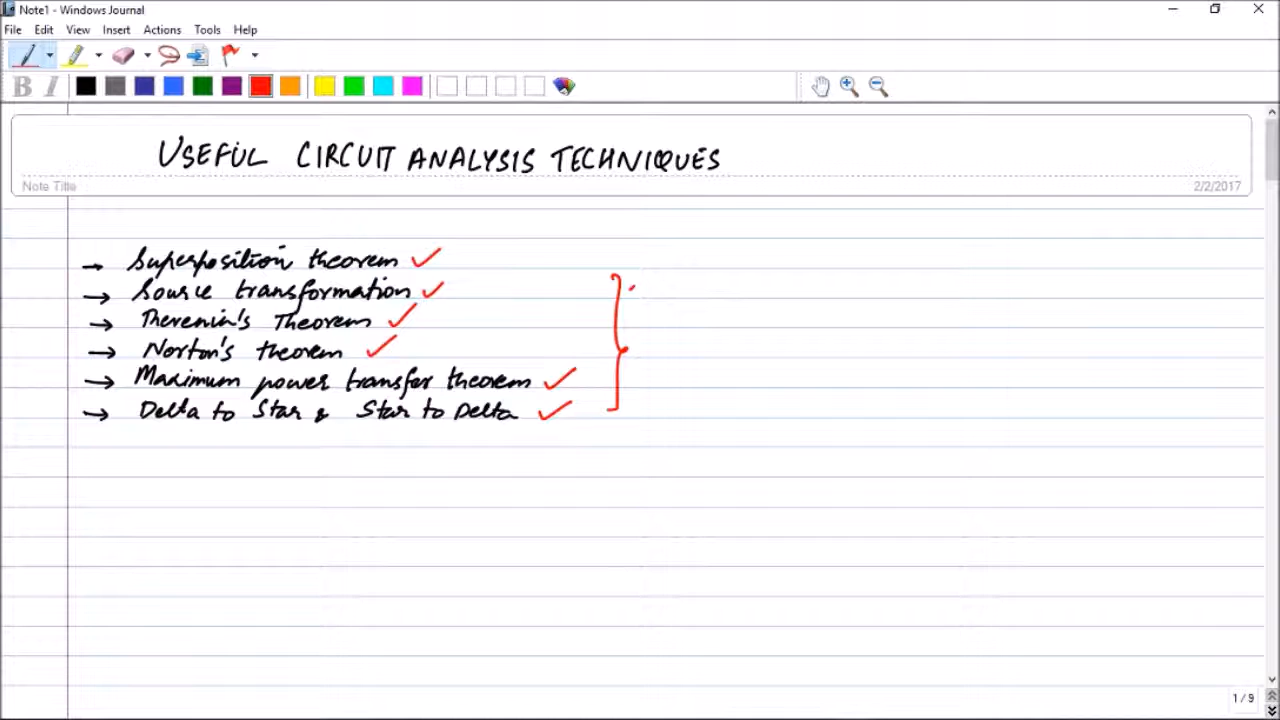 Note1 - Windows Journal
File Edit View Insert Actions Tools Help
B I
USEFUL CIRCUIT ANALYSIS TECHNIQUES
Note Title
2/2/2017
→ Superposition theorem ✓
→ Source transformation ✓
→ Thevenin's Theorem ✓
→ Norton's theorem ✓
→ Maximum power transfer theorem ✓
→ Delta to Star & Star to Delta ✓
1 / 9